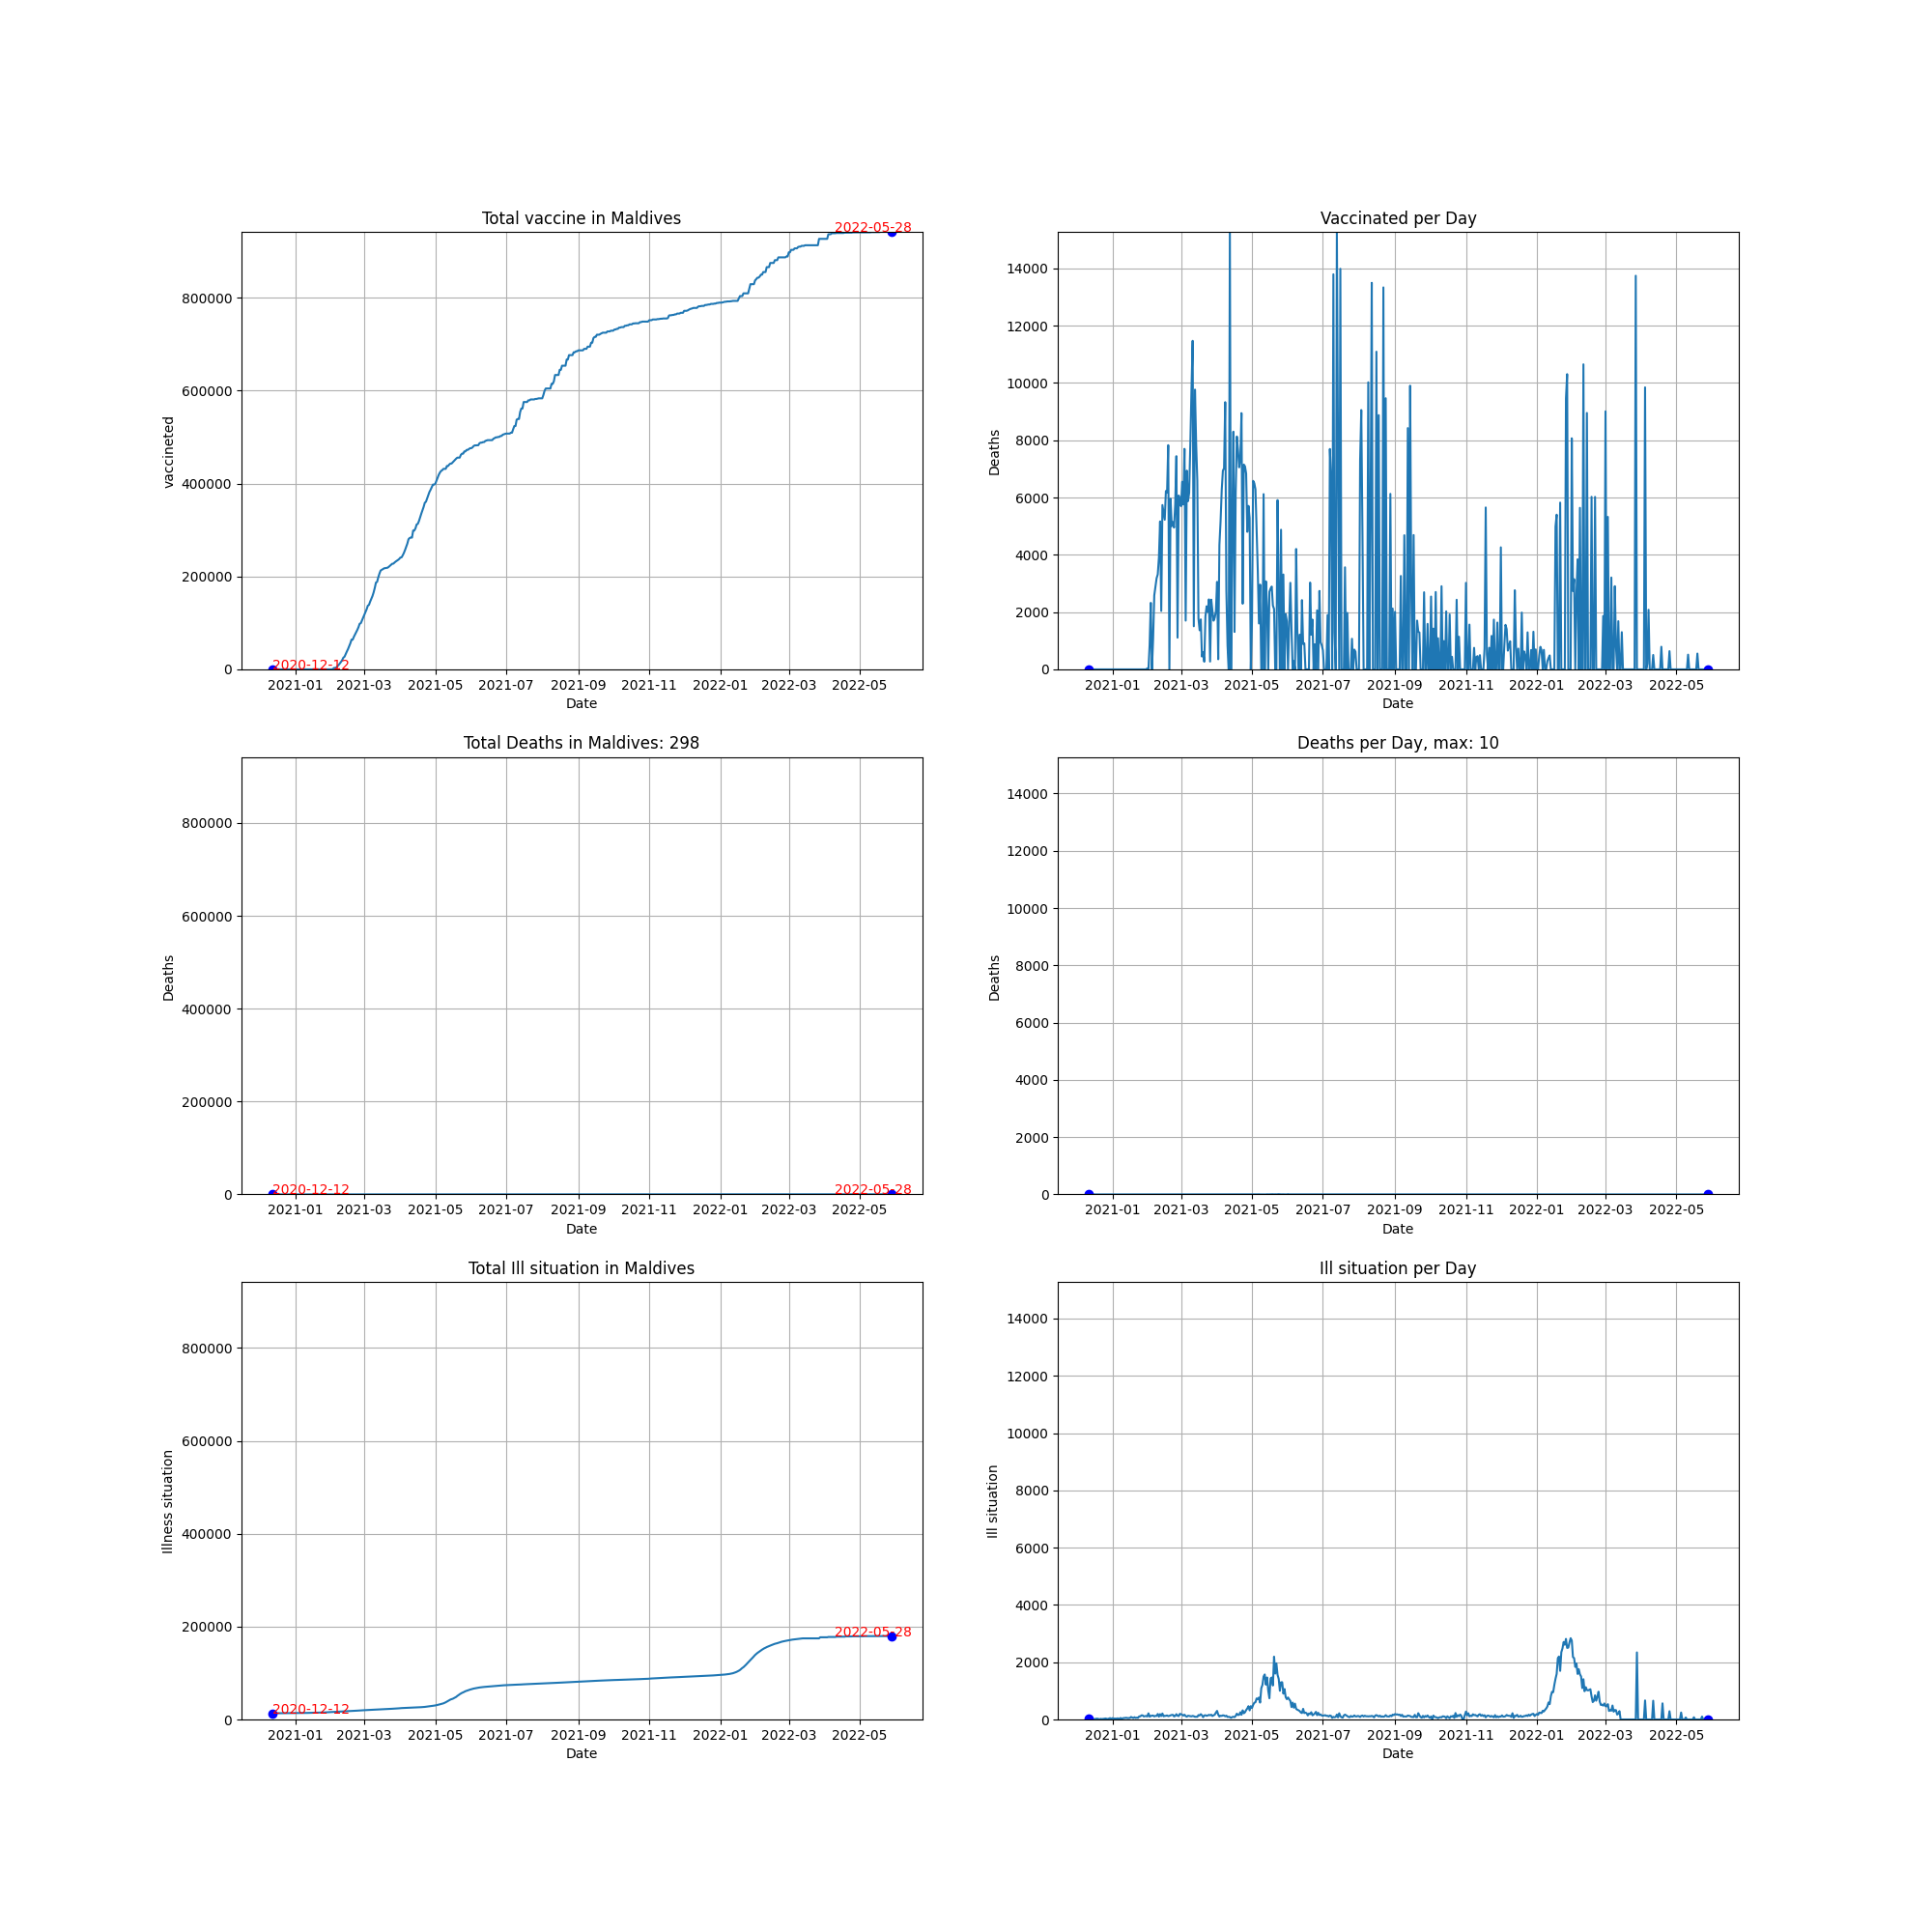 Total vaccine in Maldives
vaccineted
800000
600000
400000
200000
0
2020-12-12
2022-05-28
2021-01 2021-03 2021-05 2021-07 2021-09 2021-11 2022-01 2022-03 2022-05
Date
Vaccinated per Day
Deaths
14000
12000
10000
8000
6000
4000
2000
0
2021-01 2021-03 2021-05 2021-07 2021-09 2021-11 2022-01 2022-03 2022-05
Date
Total Deaths in Maldives: 298
Deaths
800000
600000
400000
200000
0
2020-12-12
2022-05-28
2021-01 2021-03 2021-05 2021-07 2021-09 2021-11 2022-01 2022-03 2022-05
Date
Deaths per Day, max: 10
Deaths
14000
12000
10000
8000
6000
4000
2000
0
2021-01 2021-03 2021-05 2021-07 2021-09 2021-11 2022-01 2022-03 2022-05
Date
Total Ill situation in Maldives
Illness situation
800000
600000
400000
200000
0
2020-12-12
2022-05-28
2021-01 2021-03 2021-05 2021-07 2021-09 2021-11 2022-01 2022-03 2022-05
Date
Ill situation per Day
Ill situation
14000
12000
10000
8000
6000
4000
2000
0
2021-01 2021-03 2021-05 2021-07 2021-09 2021-11 2022-01 2022-03 2022-05
Date